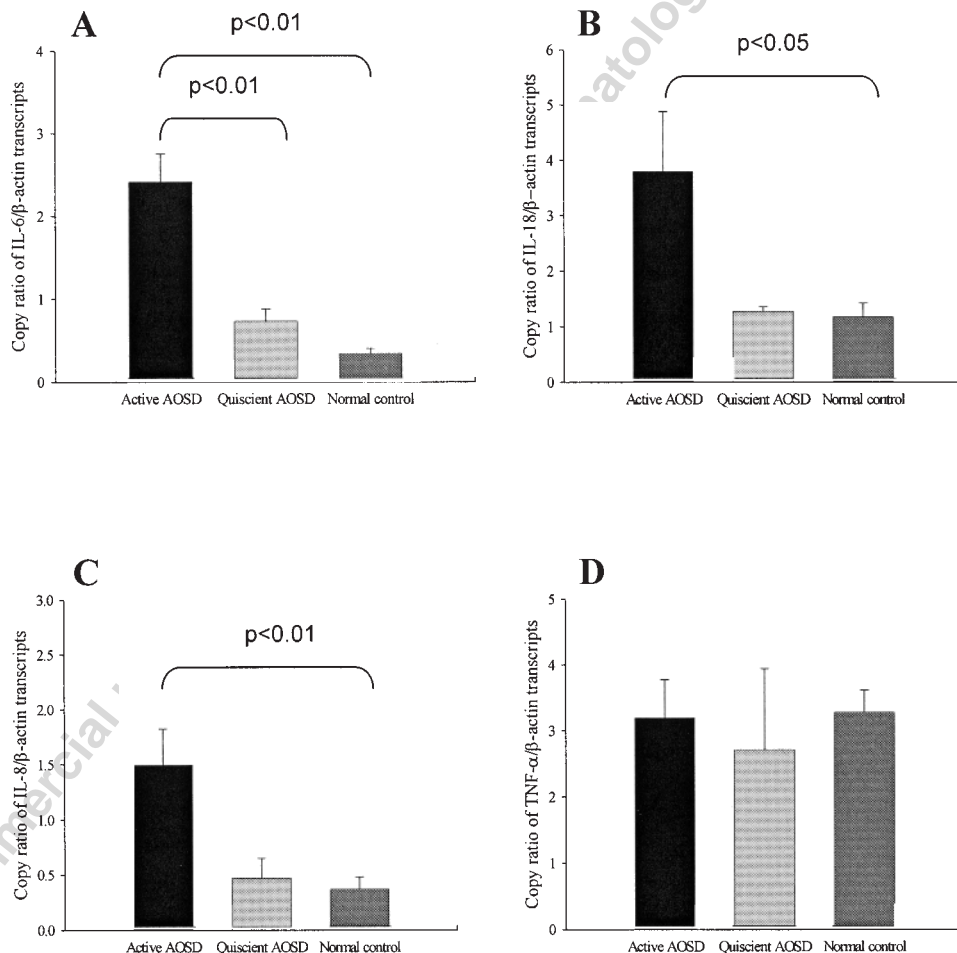 A
p<0.01
p<0.01
4
3
2
1
0
Copy ratio of IL-6/β-actin transcripts
Active AOSD Quiscient AOSD Normal control
B
p<0.05
6
5
4
3
2
1
0
Copy ratio of IL-18/β-actin transcripts
Active AOSD Quiscient AOSD Normal control
C
p<0.01
3.0
2.5
2.0
1.5
1.0
0.5
0.0
Copy ratio of IL-8/β-actin transcripts
Active AOSD Quiscient AOSD Normal control
D
5
4
3
2
1
0
Copy ratio of TNF-α/β-actin transcripts
Active AOSD Quiscient AOSD Normal control